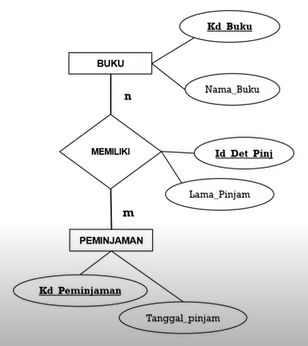 Kd_Buku
BUKU
Nama_Buku
n
MEMILIKI
Id_Det_Pinj
Lama_Pinjam
m
PEMINJAMAN
Kd_Peminjaman
Tanggal_pinjam